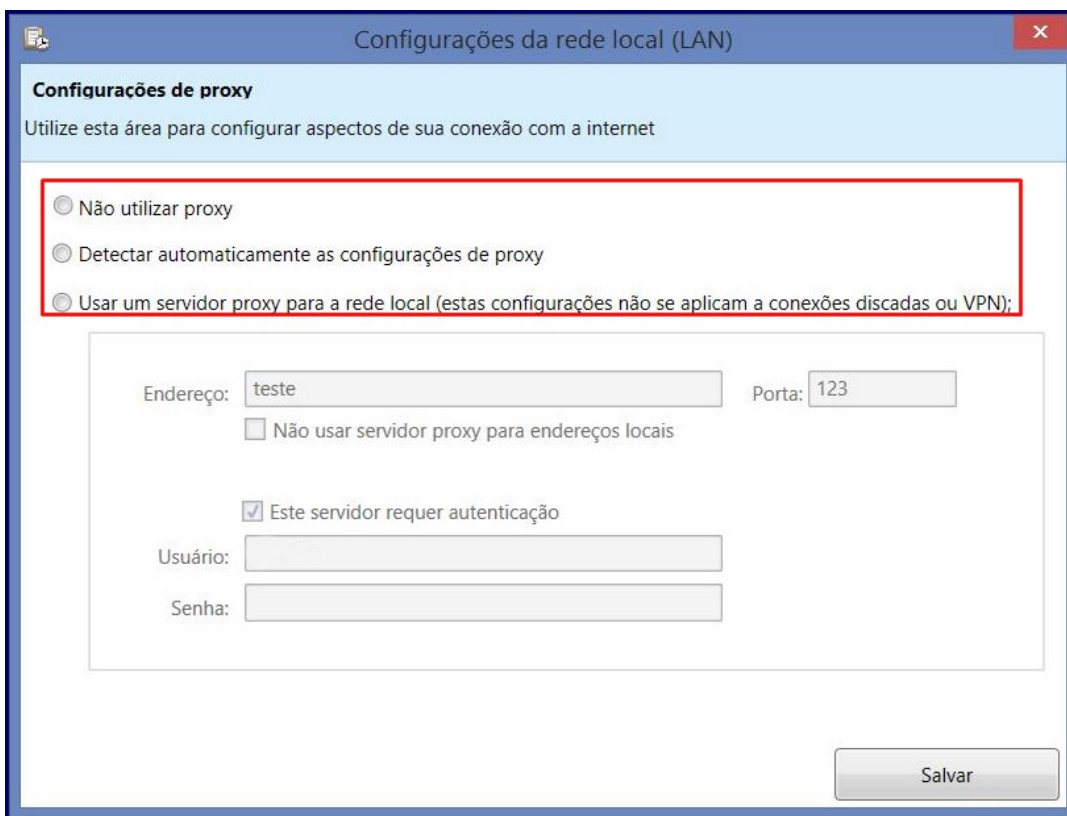 Configurações da rede local (LAN)
Configurações de proxy
Utilize esta área para configurar aspectos de sua conexão com a internet
Não utilizar proxy
Detectar automaticamente as configurações de proxy
Usar um servidor proxy para a rede local (estas configurações não se aplicam a conexões discadas ou VPN);
Endereço: teste Porta: 123
Não usar servidor proxy para endereços locais
Este servidor requer autenticação
Usuário:
Senha:
Salvar